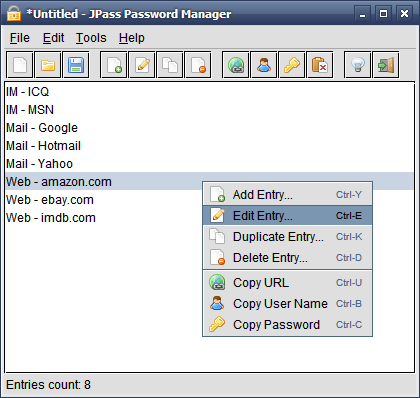 *Untitled - JPass Password Manager
File Edit Tools Help
IM - ICQ
IM - MSN
Mail - Google
Mail - Hotmail
Mail - Yahoo
Web - amazon.com
Web - ebay.com
Web - imdb.com
Add Entry... Ctrl-Y
Edit Entry... Ctrl-E
Duplicate Entry... Ctrl-K
Delete Entry... Ctrl-D
Copy URL Ctrl-U
Copy User Name Ctrl-B
Copy Password Ctrl-C
Entries count: 8